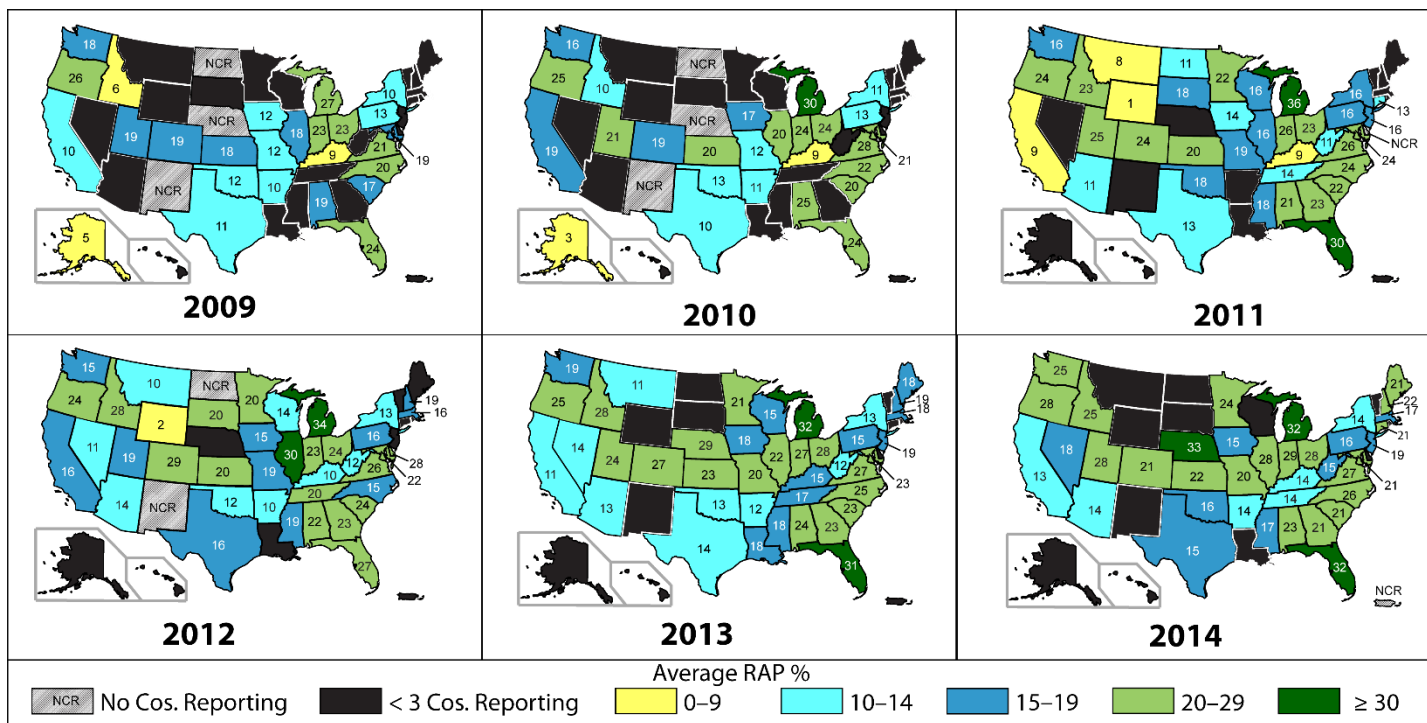 18 NCR
26 6 27 10
NCR 12 13
19 19 18 18 23 23 9 21 19
10 12 20
NCR 12 10 17
11 19
5 24
2009
16 NCR
25 10 30 11
NCR 17 13
19 21 19 20 20 24 24 9 28 21
12 22
NCR 13 11 20
10 25
3 24
2010
16 8 11 22
24 23 18 16 36 16 13
1 14 16 16
9 25 24 20 19 16 26 23 11 26 NCR
9 24 24
11 18 14 22
13 18 21 23
30
2011
15 10 NCR 20
24 28 20 14 34 13 19
2 15 16 16
16 11 19 29 20 19 30 23 24 12 26 28
10 15 22
14 NCR 12 10 20 24
16 19 22 23
27
2012
19 11 21 18
25 28 15 32 13 19
29 18 15 18
11 14 24 27 23 20 22 27 28 12 27 19
15 25 23
13 13 12 17 23
14 18 18 24 23
31
2013
25 24 21
28 25 32 14 22
33 15 17 16 21
13 18 28 21 22 20 28 29 28 15 27 19
14 26 21
14 16 14 14 21
15 17 23 21
32
NCR
2014
Average RAP %
NCR No Cos. Reporting < 3 Cos. Reporting 0–9 10–14 15–19 20–29 ≥ 30